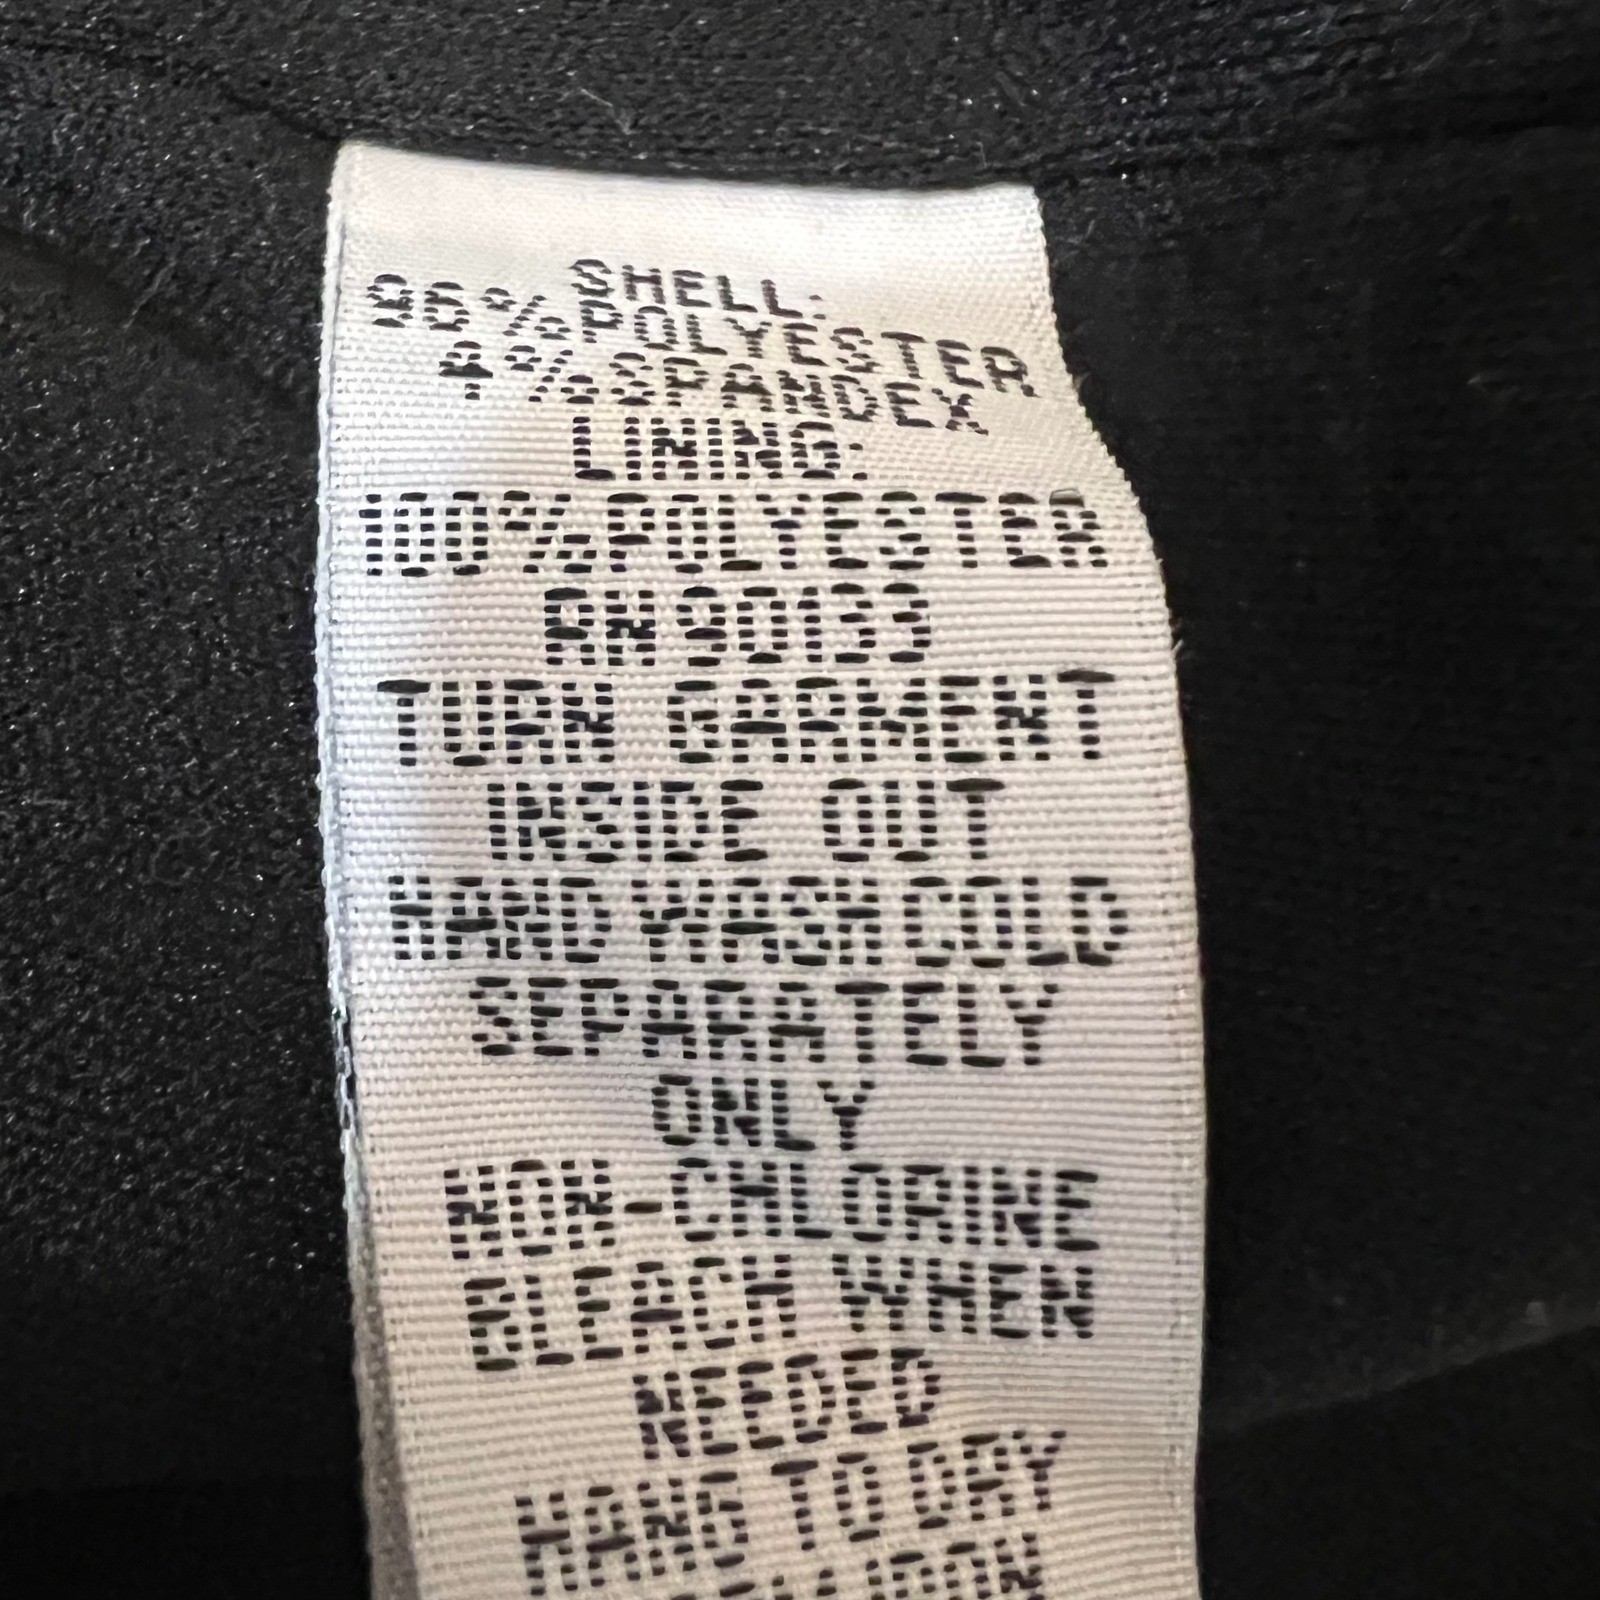 SHELL:
96%POLYESTER
4%SPANDEX
LINING:
100%POLYESTER
RN 90133
TURN GARMENT
INSIDE OUT
HAND WASH COLD
SEPARATELY
ONLY
NON-CHLORINE
BLEACH WHEN
NEEDED
HANG TO DRY
IRON